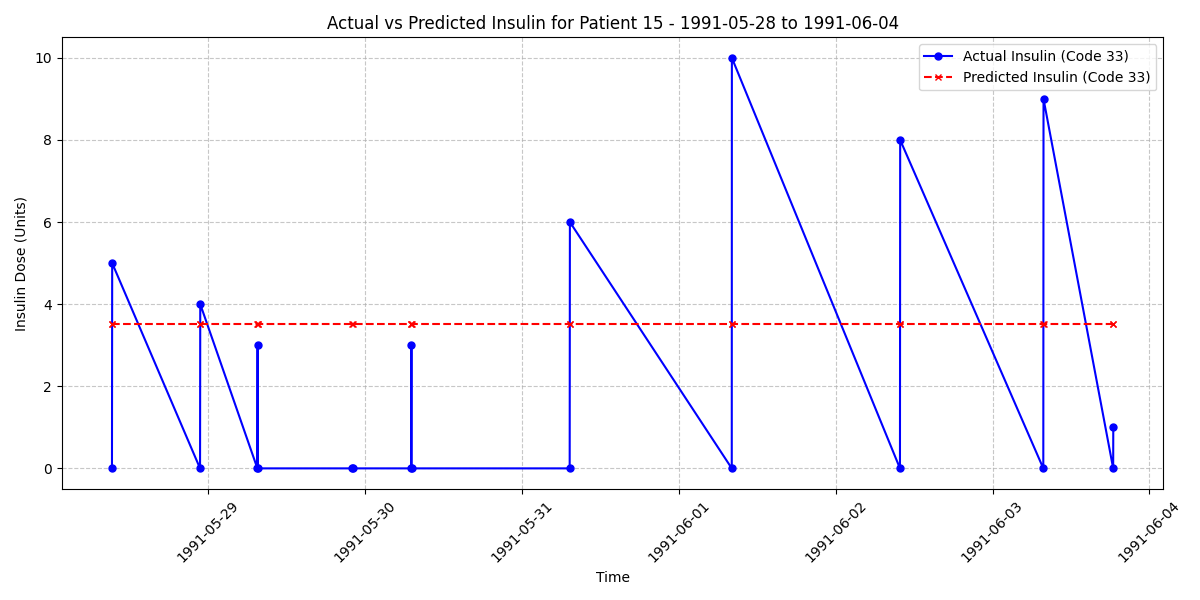 Actual vs Predicted Insulin for Patient 15 - 1991-05-28 to 1991-06-04
Actual Insulin (Code 33)
Predicted Insulin (Code 33)
Insulin Dose (Units)
10
8
6
4
2
0
1991-05-29
1991-05-30
1991-05-31
1991-06-01
1991-06-02
1991-06-03
1991-06-04
Time